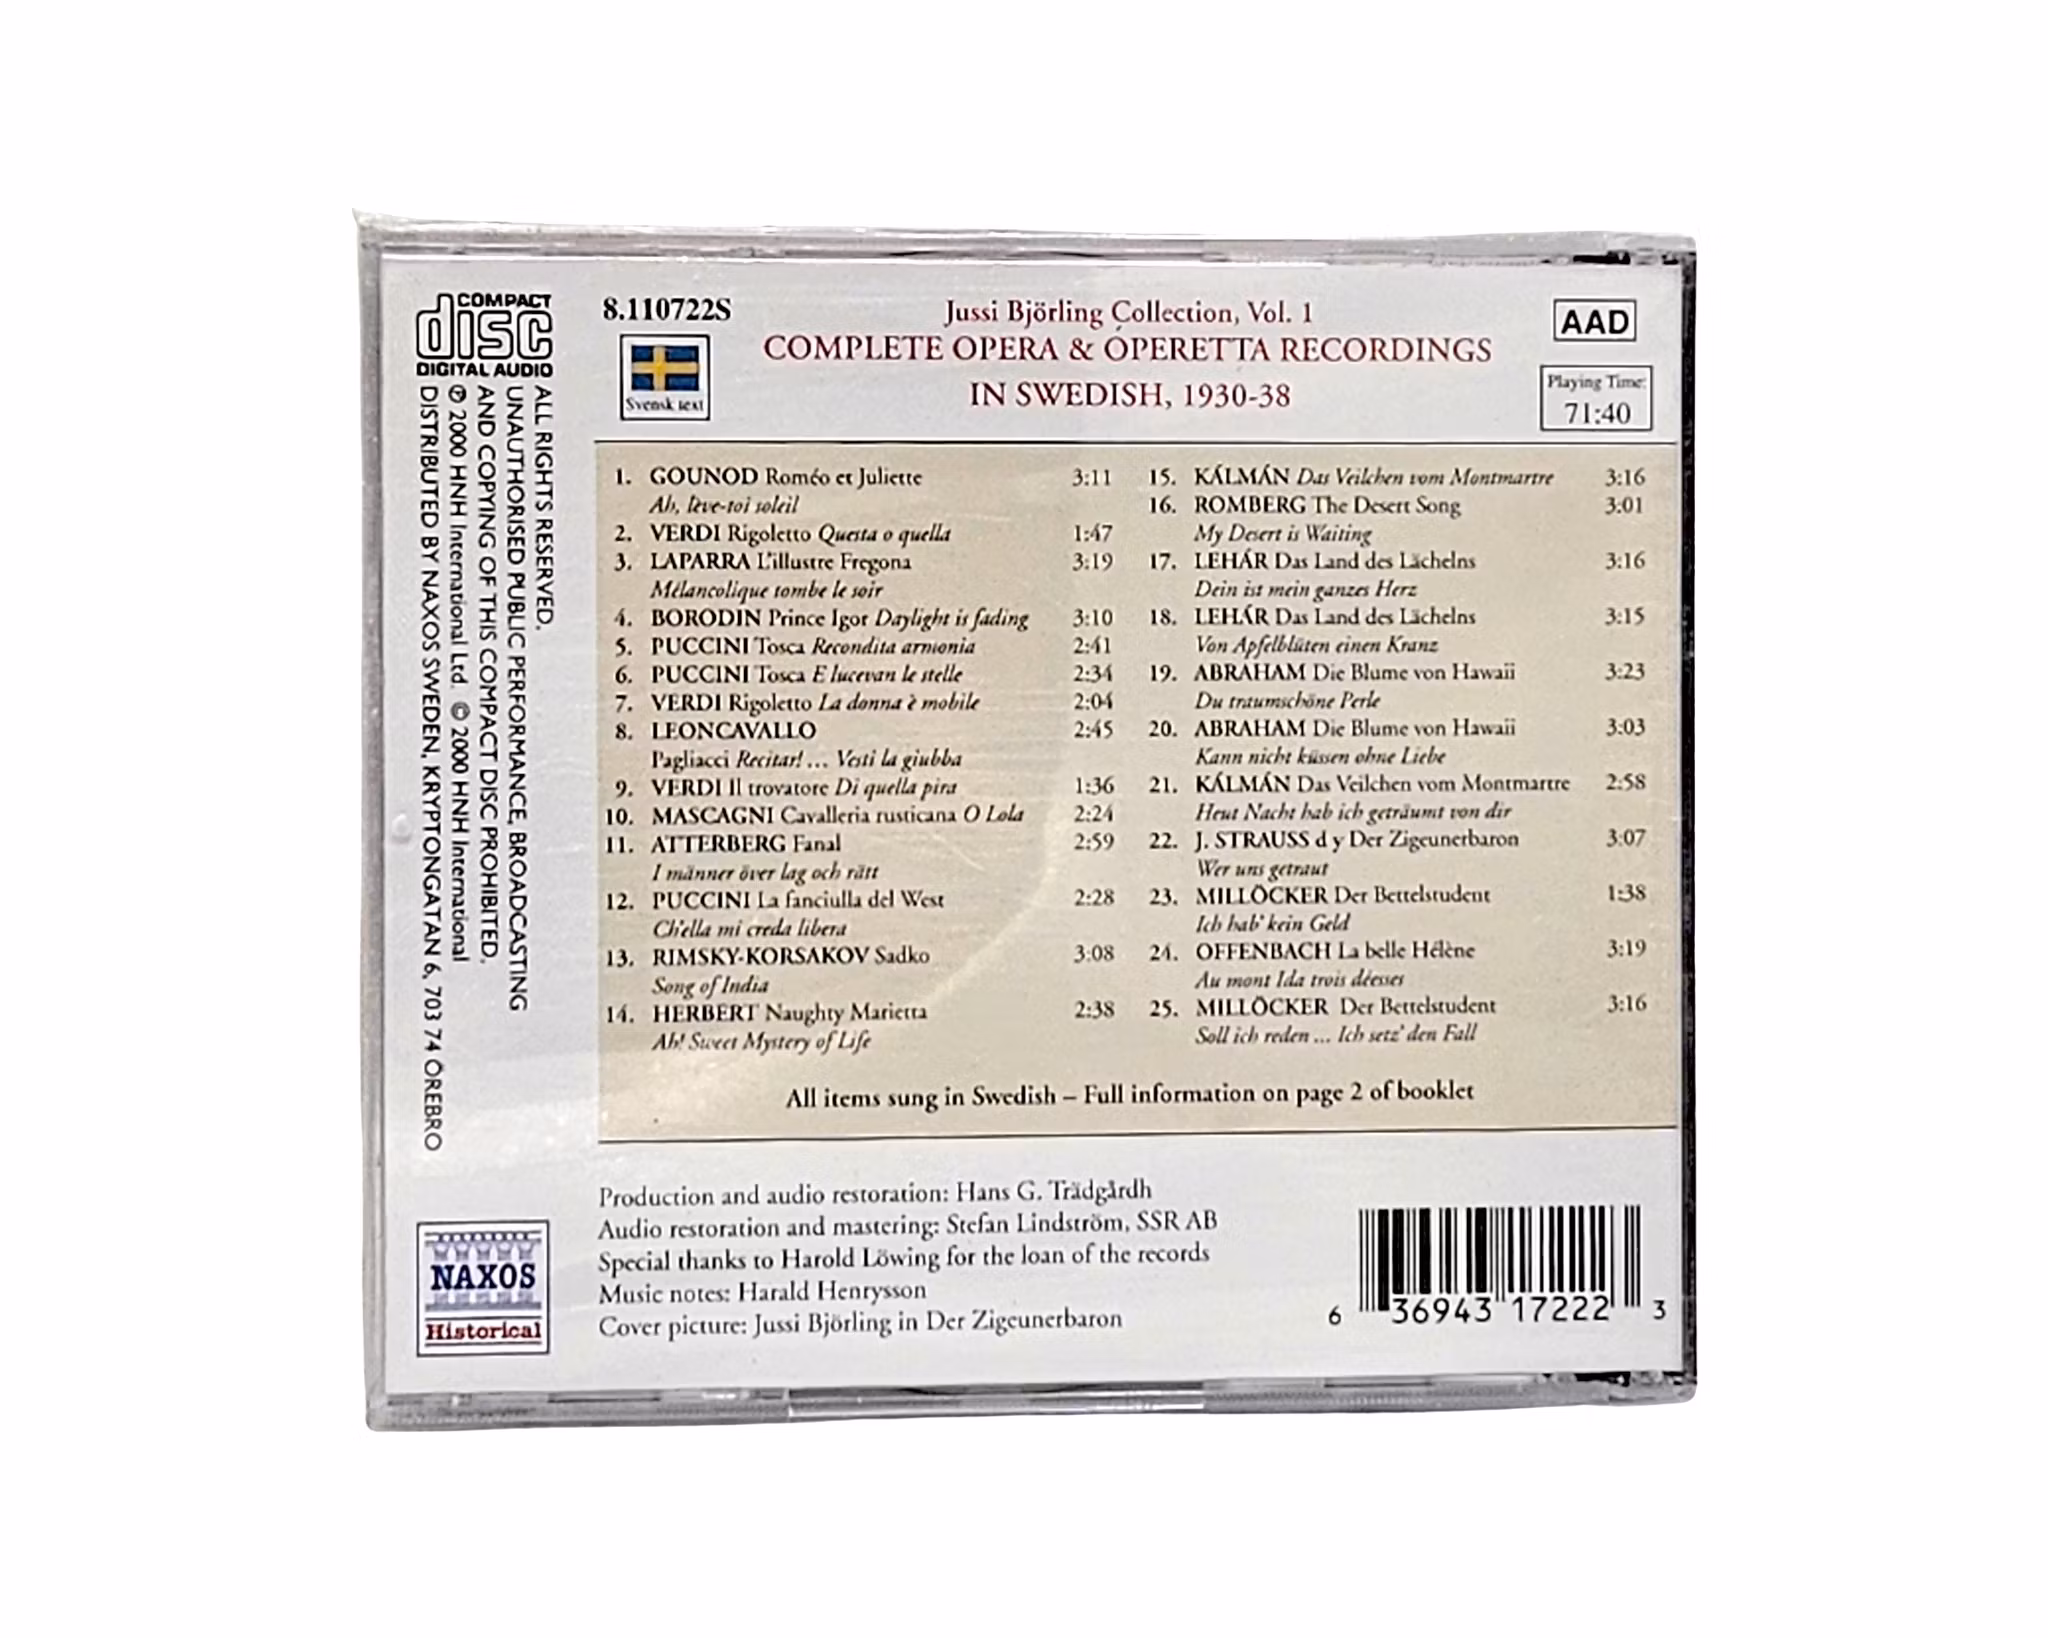 COMPACT
disc
DIGITAL AUDIO
ALL RIGHTS RESERVED.
UNAUTHORISED PUBLIC PERFORMANCE, BROADCASTING
AND COPYING OF THIS COMPACT DISC PROHIBITED.
℗ 2000 HNH International Ltd. © 2000 HNH International
DISTRIBUTED BY NAXOS SWEDEN, KRYPTONGATAN 6, 703 74 ÖREBRO
NAXOS
Historical
8.110722S
Svensk text
Jussi Björling Collection, Vol. 1
COMPLETE OPERA & OPERETTA RECORDINGS
IN SWEDISH, 1930-38
AAD
Playing Time:
71:40
1. GOUNOD Roméo et Juliette 3:11
Ah, lève-toi soleil
2. VERDI Rigoletto Questa o quella 1:47
3. LAPARRA L'illustre Fregona 3:19
Mélancolique tombe le soir
4. BORODIN Prince Igor Daylight is fading 3:10
5. PUCCINI Tosca Recondita armonia 2:41
6. PUCCINI Tosca E lucevan le stelle 2:34
7. VERDI Rigoletto La donna è mobile 2:04
8. LEONCAVALLO 2:45
Pagliacci Recitar! ... Vesti la giubba
9. VERDI Il trovatore Di quella pira 1:36
10. MASCAGNI Cavalleria rusticana O Lola 2:24
11. ATTERBERG Fanal 2:59
I männer över lag och rätt
12. PUCCINI La fanciulla del West 2:28
Ch'ella mi creda libera
13. RIMSKY-KORSAKOV Sadko 3:08
Song of India
14. HERBERT Naughty Marietta 2:38
Ah! Sweet Mystery of Life
15. KÁLMÁN Das Veilchen vom Montmartre 3:16
16. ROMBERG The Desert Song 3:01
My Desert is Waiting
17. LEHÁR Das Land des Lächelns 3:16
Dein ist mein ganzes Herz
18. LEHÁR Das Land des Lächelns 3:15
Von Apfelblüten einen Kranz
19. ABRAHAM Die Blume von Hawaii 3:23
Du traumschöne Perle
20. ABRAHAM Die Blume von Hawaii 3:03
Kann nicht küssen ohne Liebe
21. KÁLMÁN Das Veilchen vom Montmartre 2:58
Heut Nacht hab ich geträumt von dir
22. J. STRAUSS d y Der Zigeunerbaron 3:07
Wer uns getraut
23. MILLÖCKER Der Bettelstudent 1:38
Ich hab' kein Geld
24. OFFENBACH La belle Hélène 3:19
Au mont Ida trois déesses
25. MILLÖCKER Der Bettelstudent 3:16
Soll ich reden ... Ich setz' den Fall
All items sung in Swedish – Full information on page 2 of booklet
Production and audio restoration: Hans G. Trädgårdh
Audio restoration and mastering: Stefan Lindström, SSR AB
Special thanks to Harold Löwing for the loan of the records
Music notes: Harald Henrysson
Cover picture: Jussi Björling in Der Zigeunerbaron
6 36943 17222 3